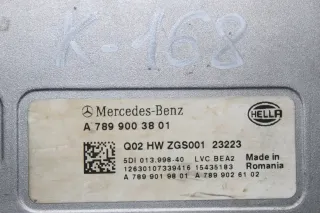 K-168
Mercedes-Benz
HELLA
A 789 900 38 01
Q02 HW ZGS001 23223
5DI 013.998-40 LVC BEA2
12630107339416 15435183
Made in
Romania
A 789 901 98 01 A 789 902 61 02